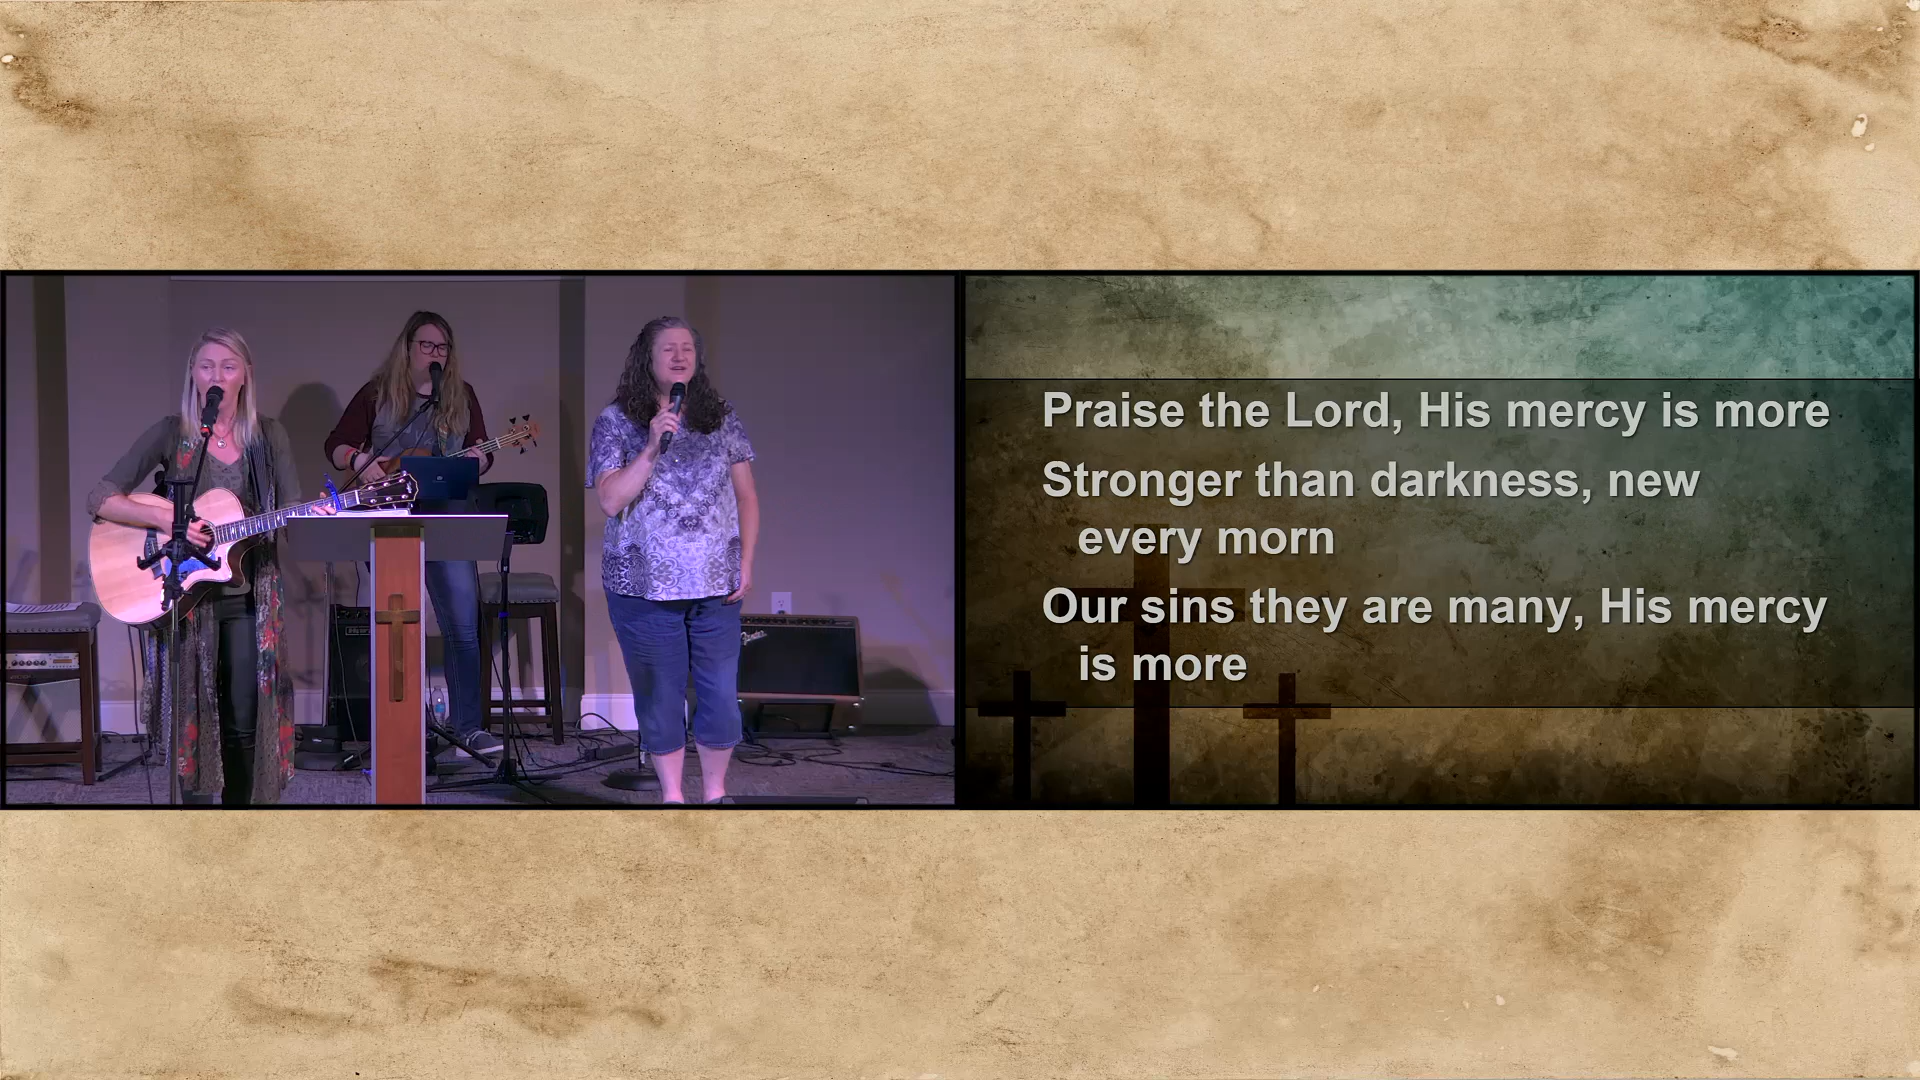 Praise the Lord, His mercy is more
Stronger than darkness, new
every morn
Our sins they are many, His mercy
is more
Fender